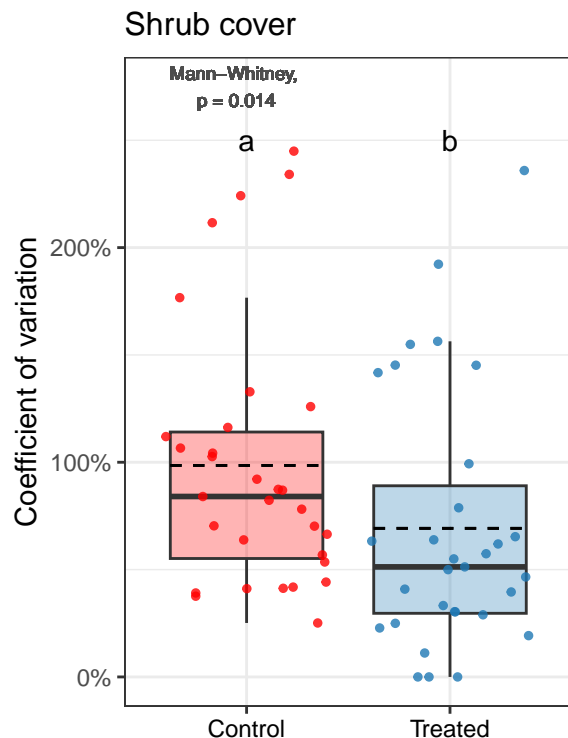 Shrub cover
Mann–Whitney,
p = 0.014
a
b
Coefficient of variation
200%
100%
0%
Control
Treated